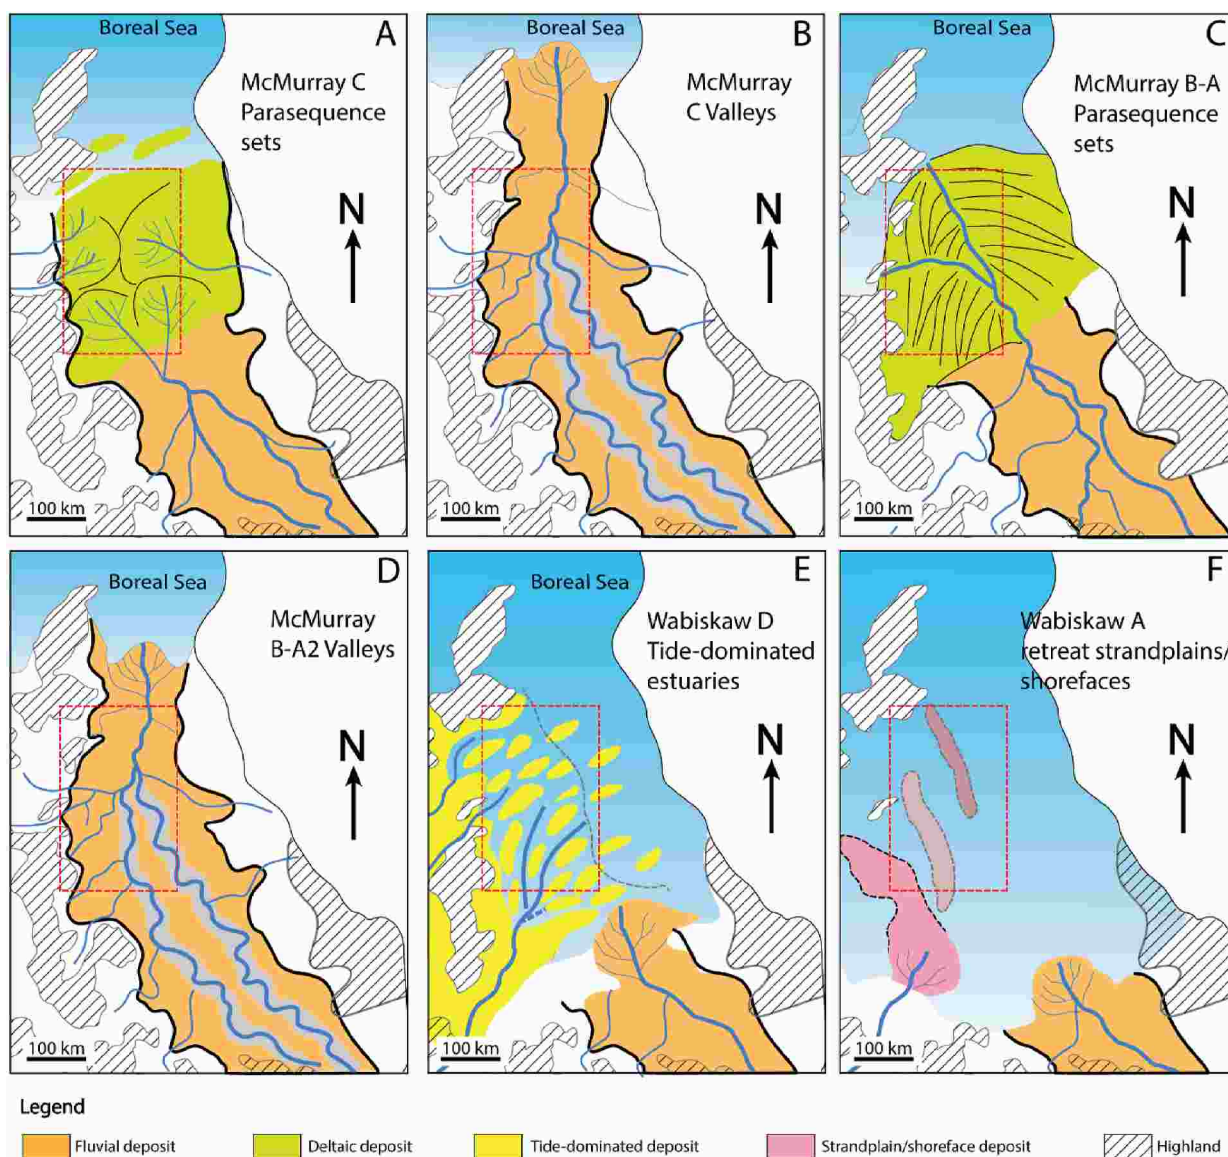 Boreal Sea
A
McMurray C
Parasequence
sets
N
100 km
Boreal Sea
B
McMurray
C Valleys
N
100 km
Boreal Sea
C
McMurray B-A
Parasequence
sets
N
100 km
Boreal Sea
D
McMurray
B-A2 Valleys
N
100 km
Boreal Sea
E
Wabiskaw D
Tide-dominated
estuaries
N
100 km
F
Wabiskaw A
retreat strandplains/
shorefaces
N
100 km
Legend
Fluvial deposit
Deltaic deposit
Tide-dominated deposit
Strandplain/shoreface deposit
Highland